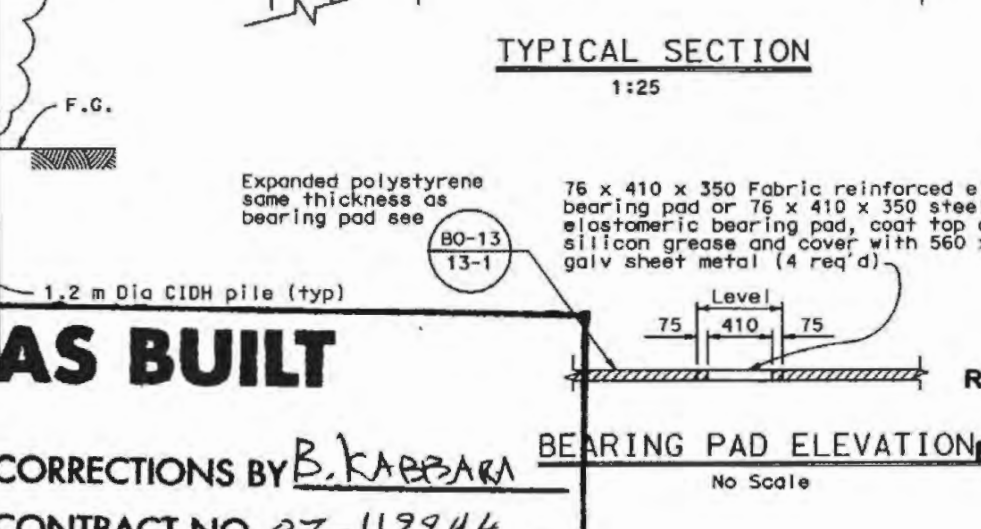 TYPICAL SECTION
1:25
F.G.
Expanded polystyrene
same thickness as
bearing pad see
BO-13
13-1
76 x 410 x 350 Fabric reinforced e
bearing pad or 76 x 410 x 350 stee
elastomeric bearing pad, coat top
silicon grease and cover with 560 x
galv sheet metal (4 req'd)
1.2 m Dia CIDH pile (typ)
Level
75 410 75
AS BUILT
R
BEARING PAD ELEVATION
No Scale
CORRECTIONS BY B. KABBARA
CONTRACT NO.